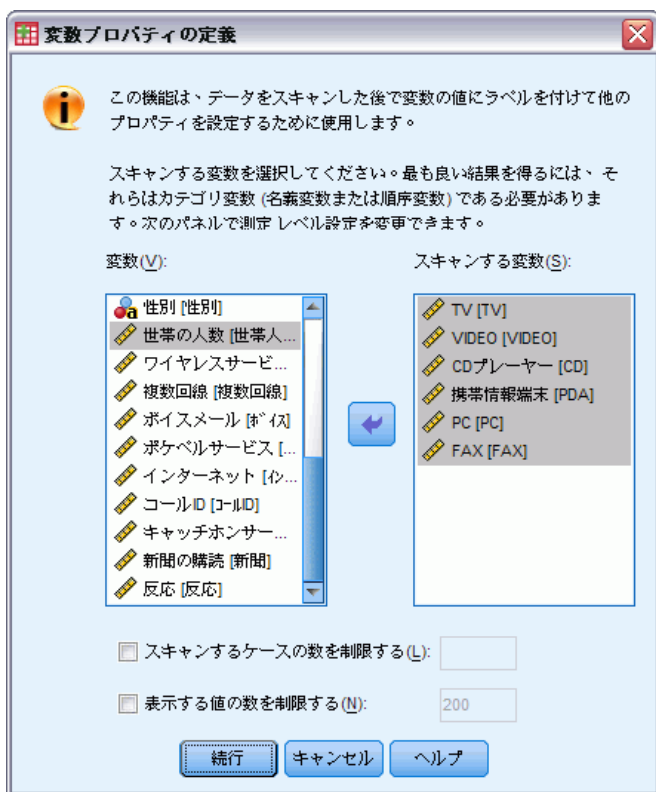 変数プロパティの定義
この機能は、データをスキャンした後で変数の値にラベルを付けて他の
プロパティを設定するために使用します。
スキャンする変数を選択してください。最も良い結果を得るには、そ
れらはカテゴリ変数 (名義変数または順序変数) である必要がありま
す。次のパネルで測定 レベル設定を変更できます。
変数(V):
性別 [性別]
世帯の人数 [世帯人...
ワイヤレスサービ...
複数回線 [複数回線]
ボイスメール [ﾎﾞｲｽ]
ポケベルサービス [...
インターネット [ｲﾝ...
コールID [ｺｰﾙID]
キャッチホンサー...
新聞の購読 [新聞]
反応 [反応]
スキャンする変数(S):
TV [TV]
VIDEO [VIDEO]
CDプレーヤー [CD]
携帯情報端末 [PDA]
PC [PC]
FAX [FAX]
スキャンするケースの数を制限する(L):
表示する値の数を制限する(N): 200
続行 キャンセル ヘルプ